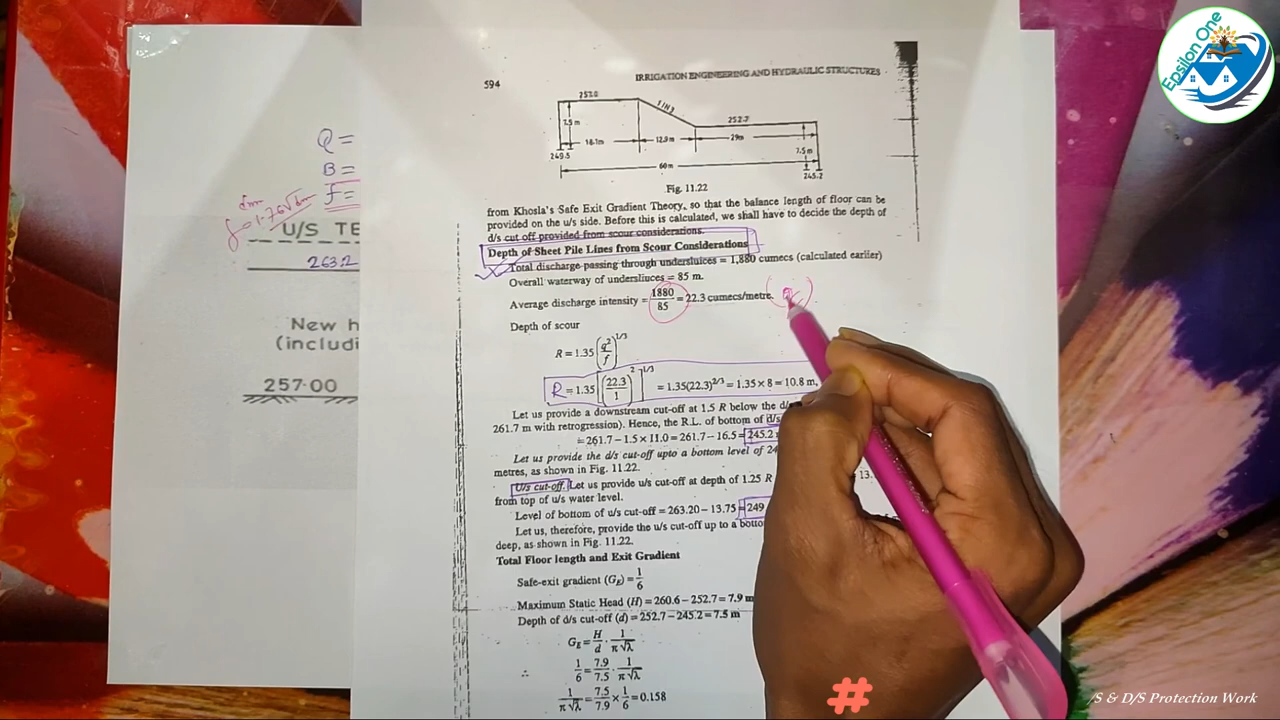 Epsilon One
594
IRRIGATION ENGINEERING AND HYDRAULIC STRUCTURES
257.0
1 IN 3
7.5 m
252.7
16.1m
12.9m
29m
7.5m
249.5
60m
245.2
Fig. 11.22
Q =
B =
f =
f = 1.76√dm
U/S TE
263.2
New h
(includi
257·00
from Khosla's Safe Exit Gradient Theory, so that the balance length of floor can be
provided on the u/s side. Before this is calculated, we shall have to decide the depth of
d/s cut off provided from scour considerations.
Depth of Sheet Pile Lines from Scour Considerations
Total discharge passing through undersluices = 1,880 cumecs (calculated earlier)
Overall waterway of undersluices = 85 m.
Average discharge intensity = 1880/85 = 22.3 cumecs/metre.
Depth of scour
R = 1.35 (q²/f)^1/3
R = 1.35 [(22.3/1)²]^1/3 = 1.35(22.3)^2/3 = 1.35 × 8 = 10.8 m,
Let us provide a downstream cut-off at 1.5 R below the d/s
261.7 m with retrogression). Hence, the R.L. of bottom of d/s
= 261.7 – 1.5 × 11.0 = 261.7 – 16.5 = 245.2
Let us provide the d/s cut-off upto a bottom level of 24
metres, as shown in Fig. 11.22.
U/s cut-off. Let us provide u/s cut-off at depth of 1.25 R = 13.
from top of u/s water level.
Level of bottom of u/s cut-off = 263.20 – 13.75 = 249
Let us, therefore, provide the u/s cut-off up to a botto
deep, as shown in Fig. 11.22.
Total Floor length and Exit Gradient
Safe-exit gradient (G_E) = 1/6
Maximum Static Head (H) = 260.6 – 252.7 = 7.9 m
Depth of d/s cut-off (d) = 252.7 – 245.2 = 7.5 m
G_E = H/d · 1/π√λ
∴ 1/6 = 7.9/7.5 · 1/π√λ
1/π√λ = 7.5/7.9 × 1/6 = 0.158
#
/S & D/S Protection Work